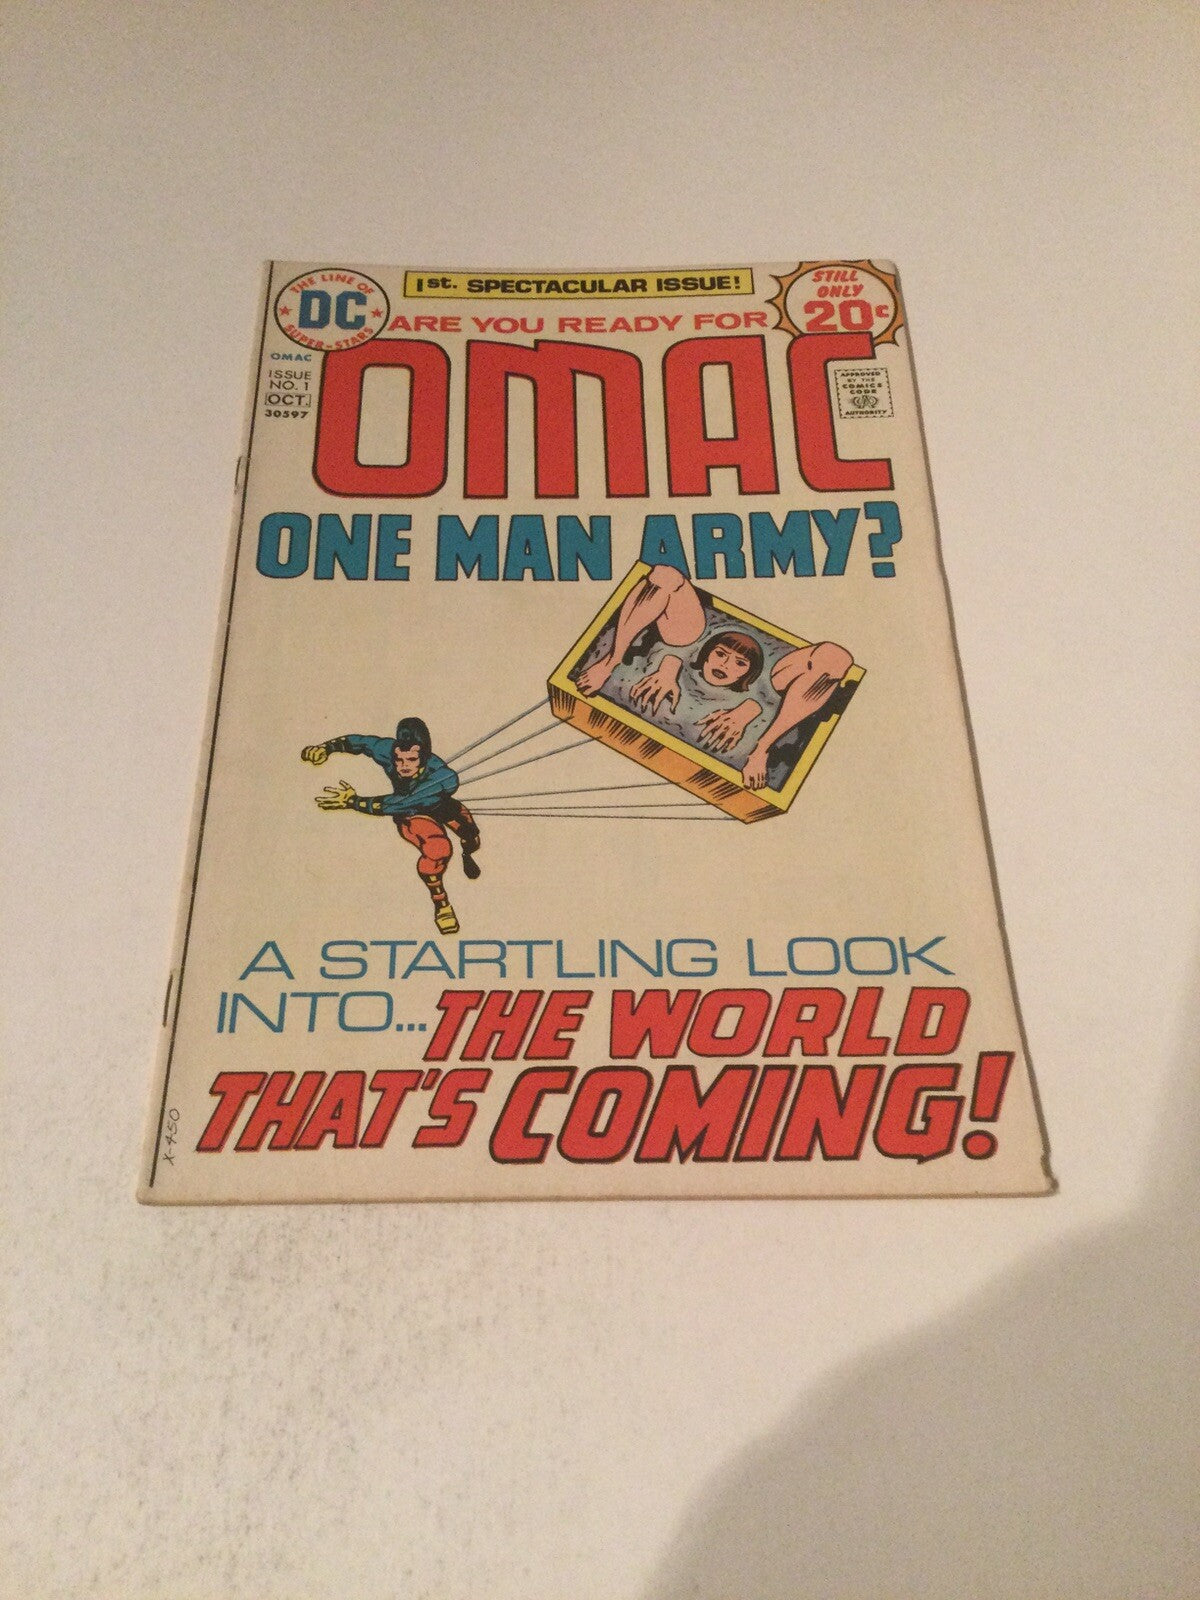 THE LINE OF
DC
SUPER-STARS
1st. SPECTACULAR ISSUE!
STILL
ONLY
20¢
ARE YOU READY FOR
OMAC
OMAC
ISSUE
NO. 1
OCT.
30597
APPROVED
BY THE
COMICS
CODE
CA
AUTHORITY
ONE MAN ARMY?
A STARTLING LOOK
INTO... THE WORLD
THAT'S COMING!
X-450